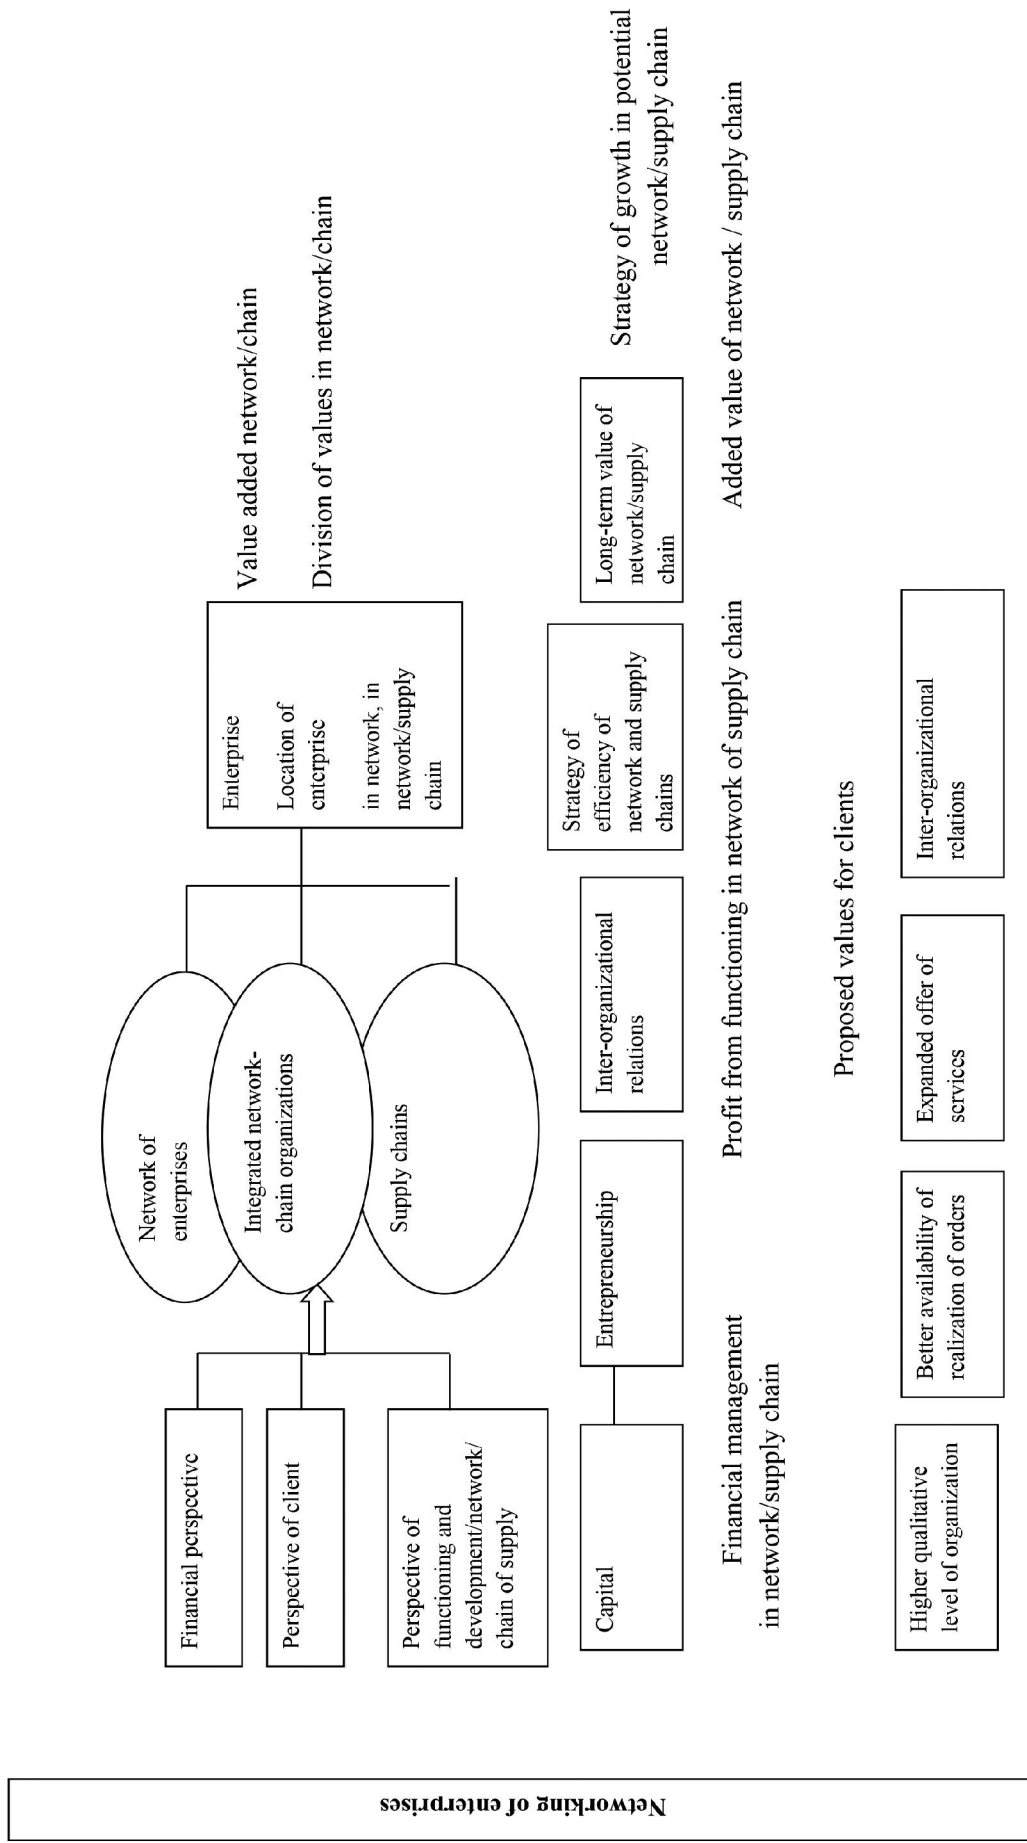 Networking of enterprises
Financial perspective
Perspective of client
Perspective of
functioning and
development/network/
chain of supply
Network of
enterprises
Integrated network-
chain organizations
Supply chains
Enterprise
Location of
enterprise
in network, in
network/supply
chain
Value added network/chain
Division of values in network/chain
Capital
Entrepreneurship
Inter-organizational
relations
Strategy of
efficiency of
network and supply
chains
Long-term value of
network/supply
chain
Strategy of growth in potential
network/supply chain
Financial management
in network/supply chain
Profit from functioning in network of supply chain
Added value of network / supply chain
Proposed values for clients
Higher qualitative
level of organization
Better availability of
realization of orders
Expanded offer of
services
Inter-organizational
relations